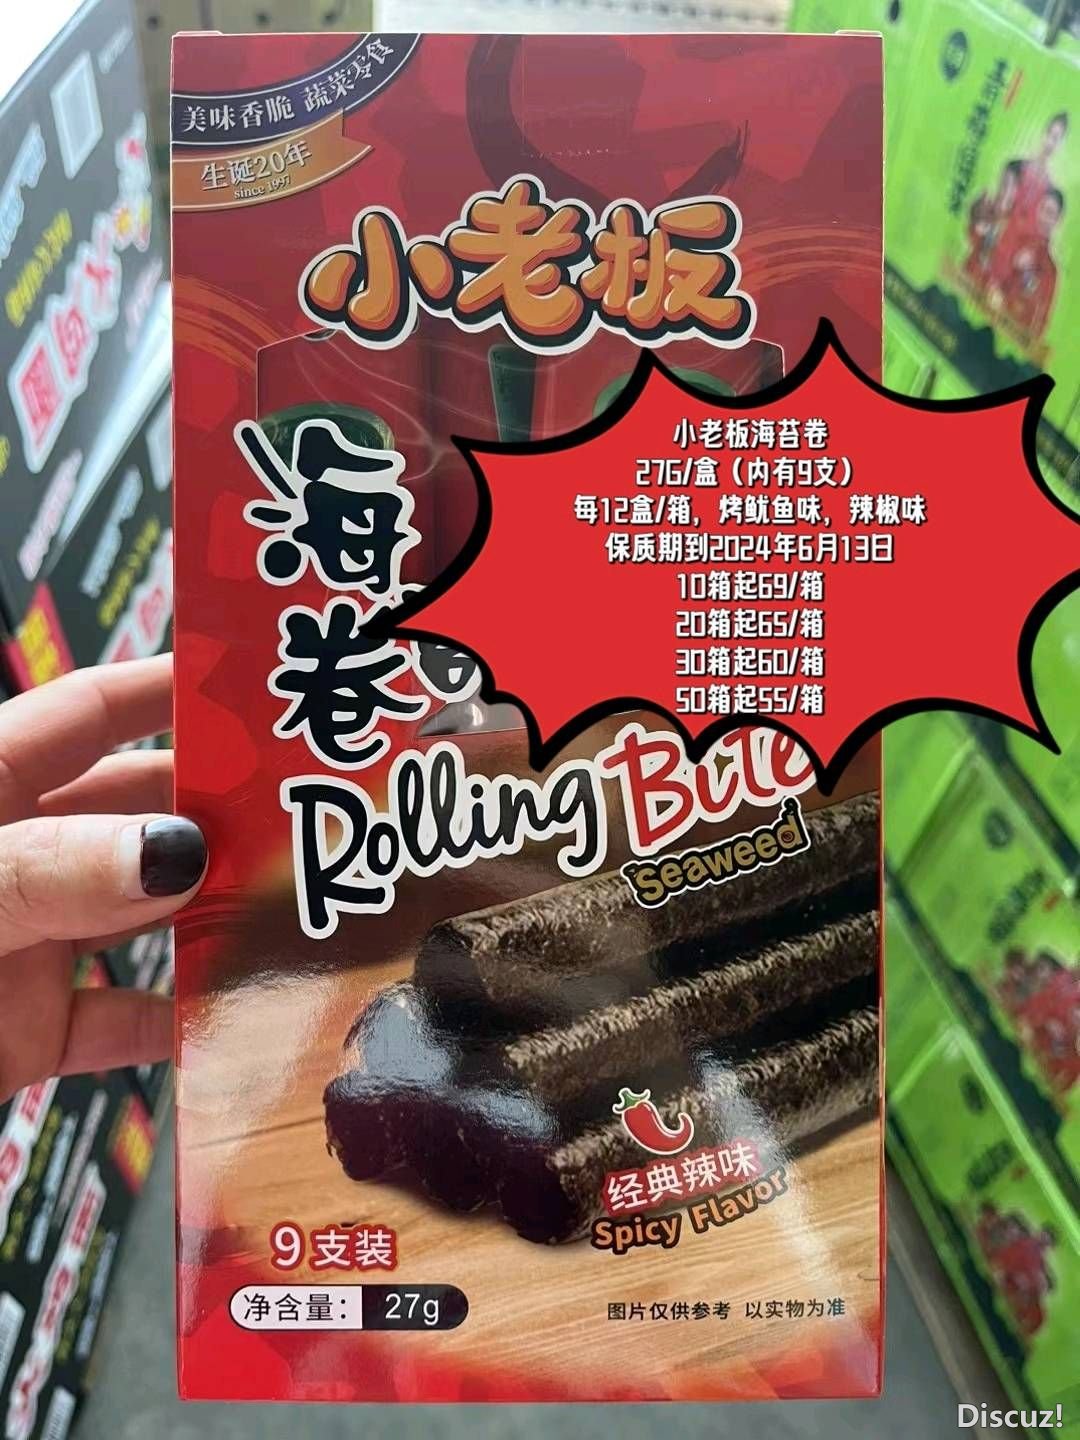 美味香脆 蔬菜零食
生诞20年
since 1997
小老板
海
卷
Rolling Bite
Seaweed
小老板海苔卷
27G/盒（内有9支）
每12盒/箱，烤鱿鱼味，辣椒味
保质期到2024年6月13日
10箱起69/箱
20箱起65/箱
30箱起60/箱
50箱起55/箱
经典辣味
Spicy Flavor
9支装
净含量： 27g
图片仅供参考 以实物为准
Discuz!